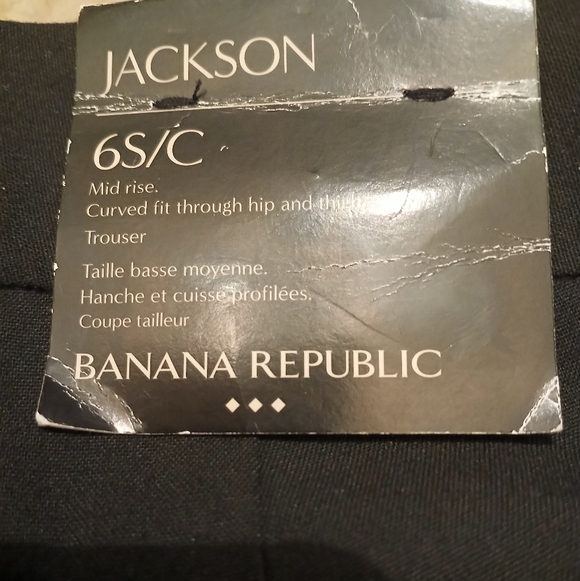 JACKSON
6S/C
Mid rise.
Curved fit through hip and thigh
Trouser
Taille basse moyenne.
Hanche et cuisse profilées.
Coupe tailleur
BANANA REPUBLIC